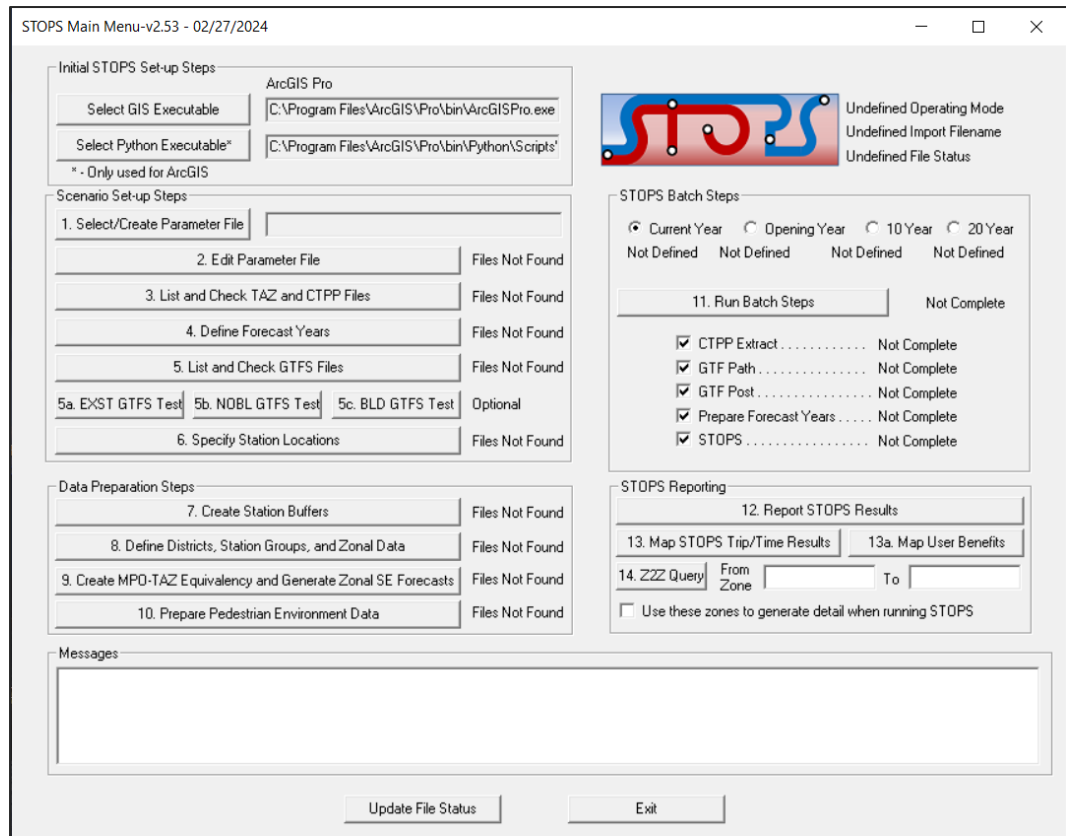 STOPS Main Menu-v2.53 - 02/27/2024
Initial STOPS Set-up Steps
ArcGIS Pro
Select GIS Executable
C:\Program Files\ArcGIS\Pro\bin\ArcGISPro.exe
Select Python Executable*
C:\Program Files\ArcGIS\Pro\bin\Python\Scripts'
* - Only used for ArcGIS
STOPS
Undefined Operating Mode
Undefined Import Filename
Undefined File Status
Scenario Set-up Steps
1. Select/Create Parameter File
2. Edit Parameter File Files Not Found
3. List and Check TAZ and CTPP Files Files Not Found
4. Define Forecast Years Files Not Found
5. List and Check GTFS Files Files Not Found
5a. EXST GTFS Test 5b. NOBL GTFS Test 5c. BLD GTFS Test Optional
6. Specify Station Locations Files Not Found
Data Preparation Steps
7. Create Station Buffers Files Not Found
8. Define Districts, Station Groups, and Zonal Data Files Not Found
9. Create MPO-TAZ Equivalency and Generate Zonal SE Forecasts Files Not Found
10. Prepare Pedestrian Environment Data Files Not Found
STOPS Batch Steps
Current Year Opening Year 10 Year 20 Year
Not Defined Not Defined Not Defined Not Defined
11. Run Batch Steps Not Complete
CTPP Extract . . . . . . . . . . . . Not Complete
GTF Path . . . . . . . . . . . . . . . Not Complete
GTF Post . . . . . . . . . . . . . . . Not Complete
Prepare Forecast Years . . . . . Not Complete
STOPS . . . . . . . . . . . . . . . . . Not Complete
STOPS Reporting
12. Report STOPS Results
13. Map STOPS Trip/Time Results 13a. Map User Benefits
14. Z2Z Query From Zone To
Use these zones to generate detail when running STOPS
Messages
Update File Status Exit